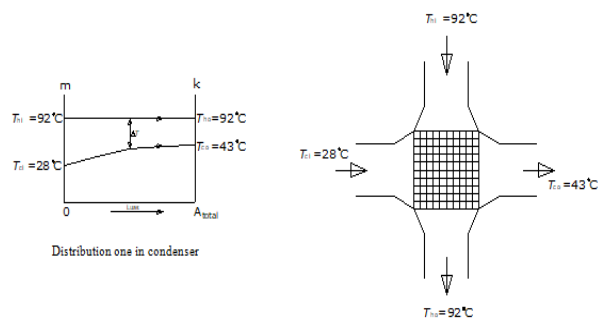 m k
Thi =92°C Tho=92°C
ΔT
Tco=43°C
Tci=28°C
0 Atotal
Distribution one in condenser
Thi =92°C
Tci =28°C
Tco=43°C
Tho=92°C